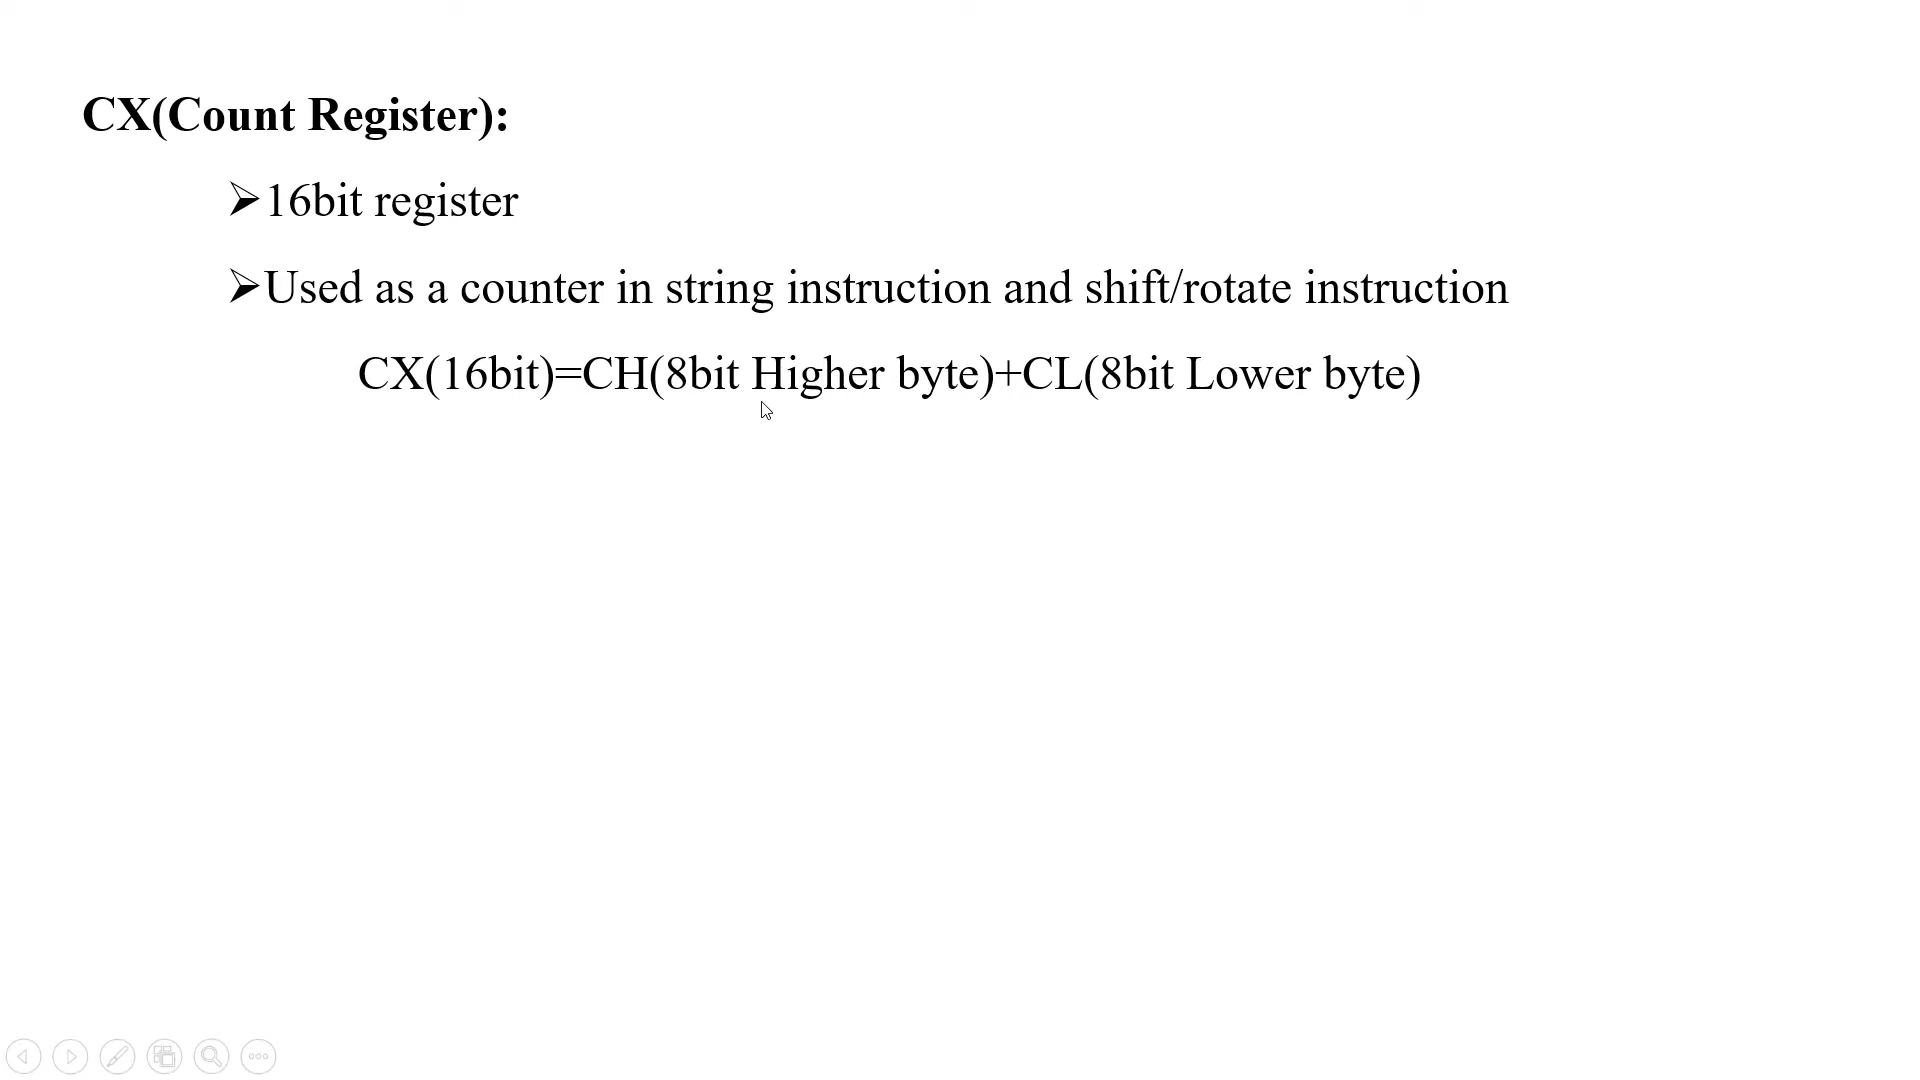 CX(Count Register):
➢16bit register
➢Used as a counter in string instruction and shift/rotate instruction
CX(16bit)=CH(8bit Higher byte)+CL(8bit Lower byte)